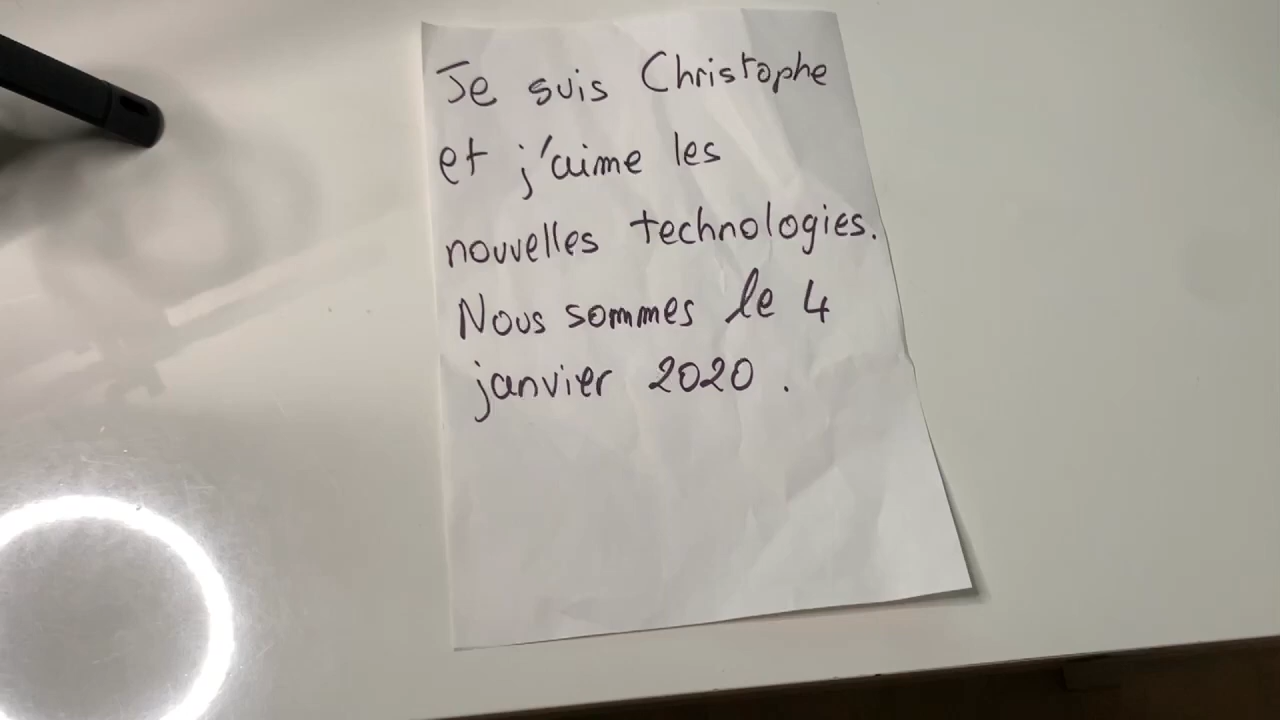 Je suis Christophe
et j'aime les
nouvelles technologies.
Nous sommes le 4
janvier 2020.